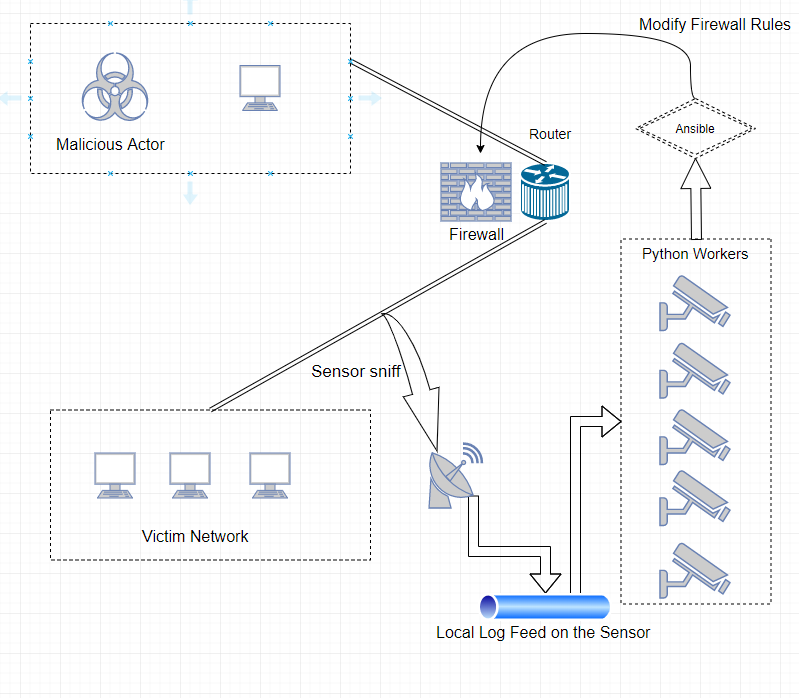 Modify Firewall Rules
Malicious Actor
Router
Ansible
Firewall
Python Workers
Sensor sniff
Victim Network
Local Log Feed on the Sensor